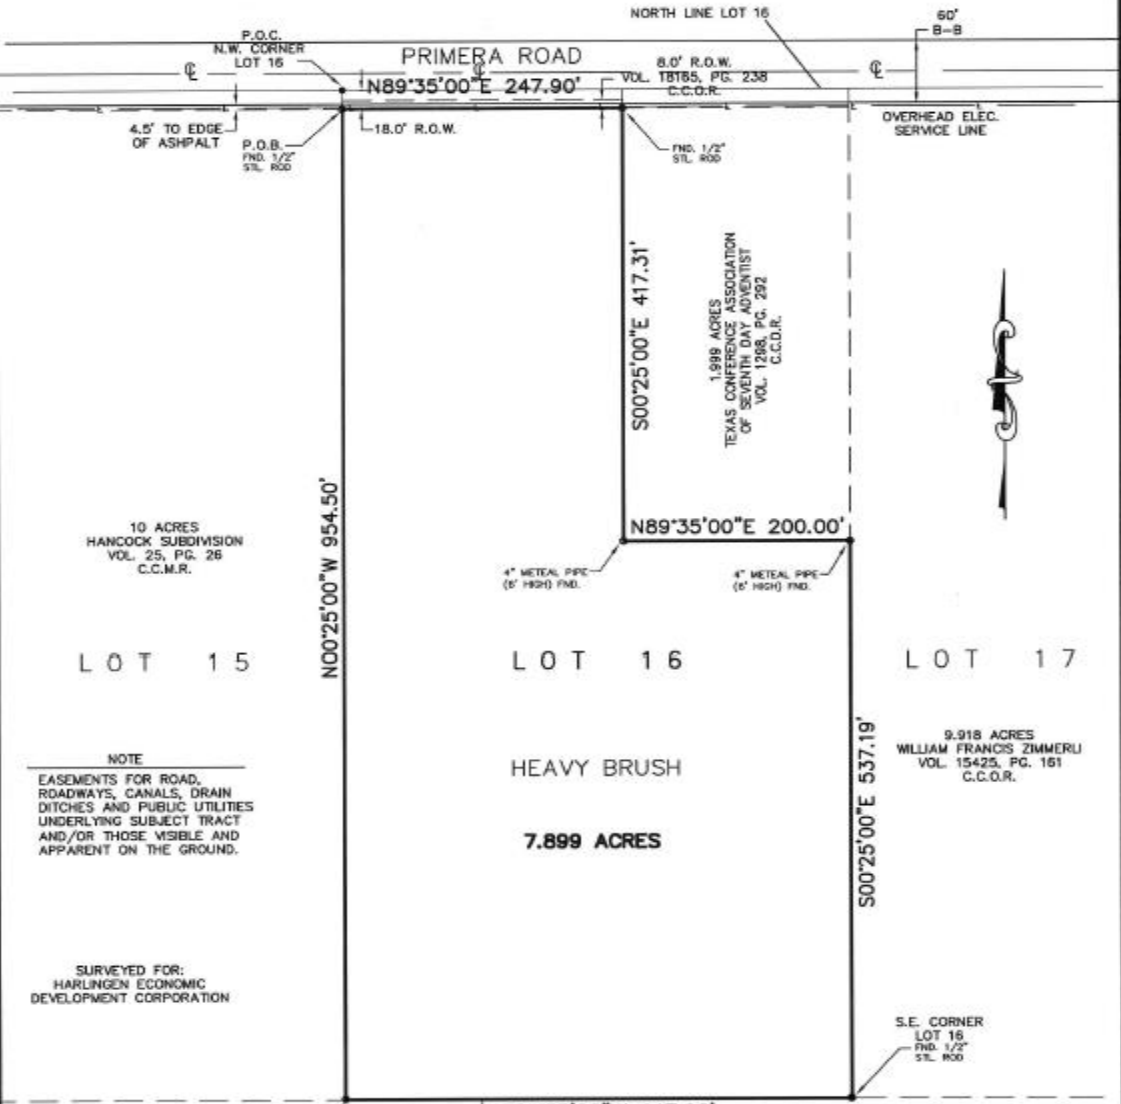 NORTH LINE LOT 16
60'
B-B
P.O.C.
N.W. CORNER
LOT 16
PRIMERA ROAD
℄
℄
℄
N89°35'00"E 247.90'
8.0' R.O.W.
VOL. 18165, PG. 238
C.C.O.R.
OVERHEAD ELEC.
SERVICE LINE
4.5' TO EDGE
OF ASHPALT
18.0' R.O.W.
P.O.B.
FND. 1/2"
STL. ROD
FND. 1/2"
STL. ROD
S00°25'00"E 417.31'
1.999 ACRES
TEXAS CONFERENCE ASSOCIATION
OF SEVENTH DAY ADVENTIST
VOL. 1298, PG. 292
C.C.D.R.
N00°25'00"W 954.50'
10 ACRES
HANCOCK SUBDIVISION
VOL. 25, PG. 26
C.C.M.R.
N89°35'00"E 200.00'
4" METEAL PIPE
(6' HIGH) FND.
4" METEAL PIPE
(6' HIGH) FND.
LOT 15
LOT 16
LOT 17
S00°25'00"E 537.19'
9.918 ACRES
WILLIAM FRANCIS ZIMMERLI
VOL. 15425, PG. 161
C.C.O.R.
HEAVY BRUSH
7.899 ACRES
NOTE
EASEMENTS FOR ROAD,
ROADWAYS, CANALS, DRAIN
DITCHES AND PUBLIC UTILITIES
UNDERLYING SUBJECT TRACT
AND/OR THOSE VISIBLE AND
APPARENT ON THE GROUND.
SURVEYED FOR:
HARLINGEN ECONOMIC
DEVELOPMENT CORPORATION
S.E. CORNER
LOT 16
FND. 1/2"
STL. ROD